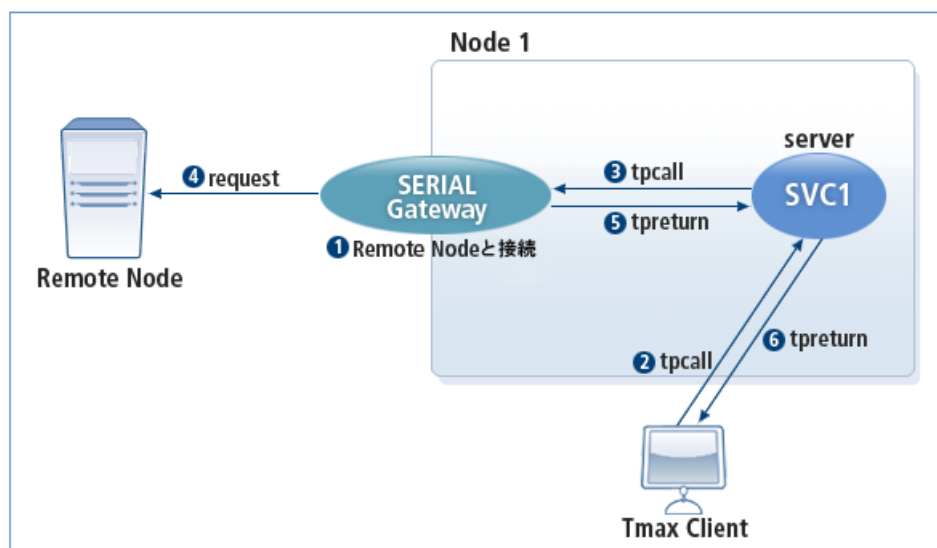 Node 1
server
❸ tpcall
SVC1
❹ request
SERIAL
Gateway
❺ tpreturn
❶ Remote Nodeと接続
Remote Node
❻ tpreturn
❷ tpcall
Tmax Client